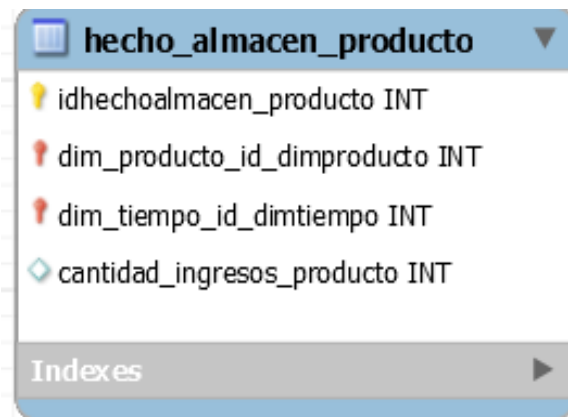 hecho_almacen_producto
idhechoalmacen_producto INT
dim_producto_id_dimproducto INT
dim_tiempo_id_dimtiempo INT
cantidad_ingresos_producto INT
Indexes